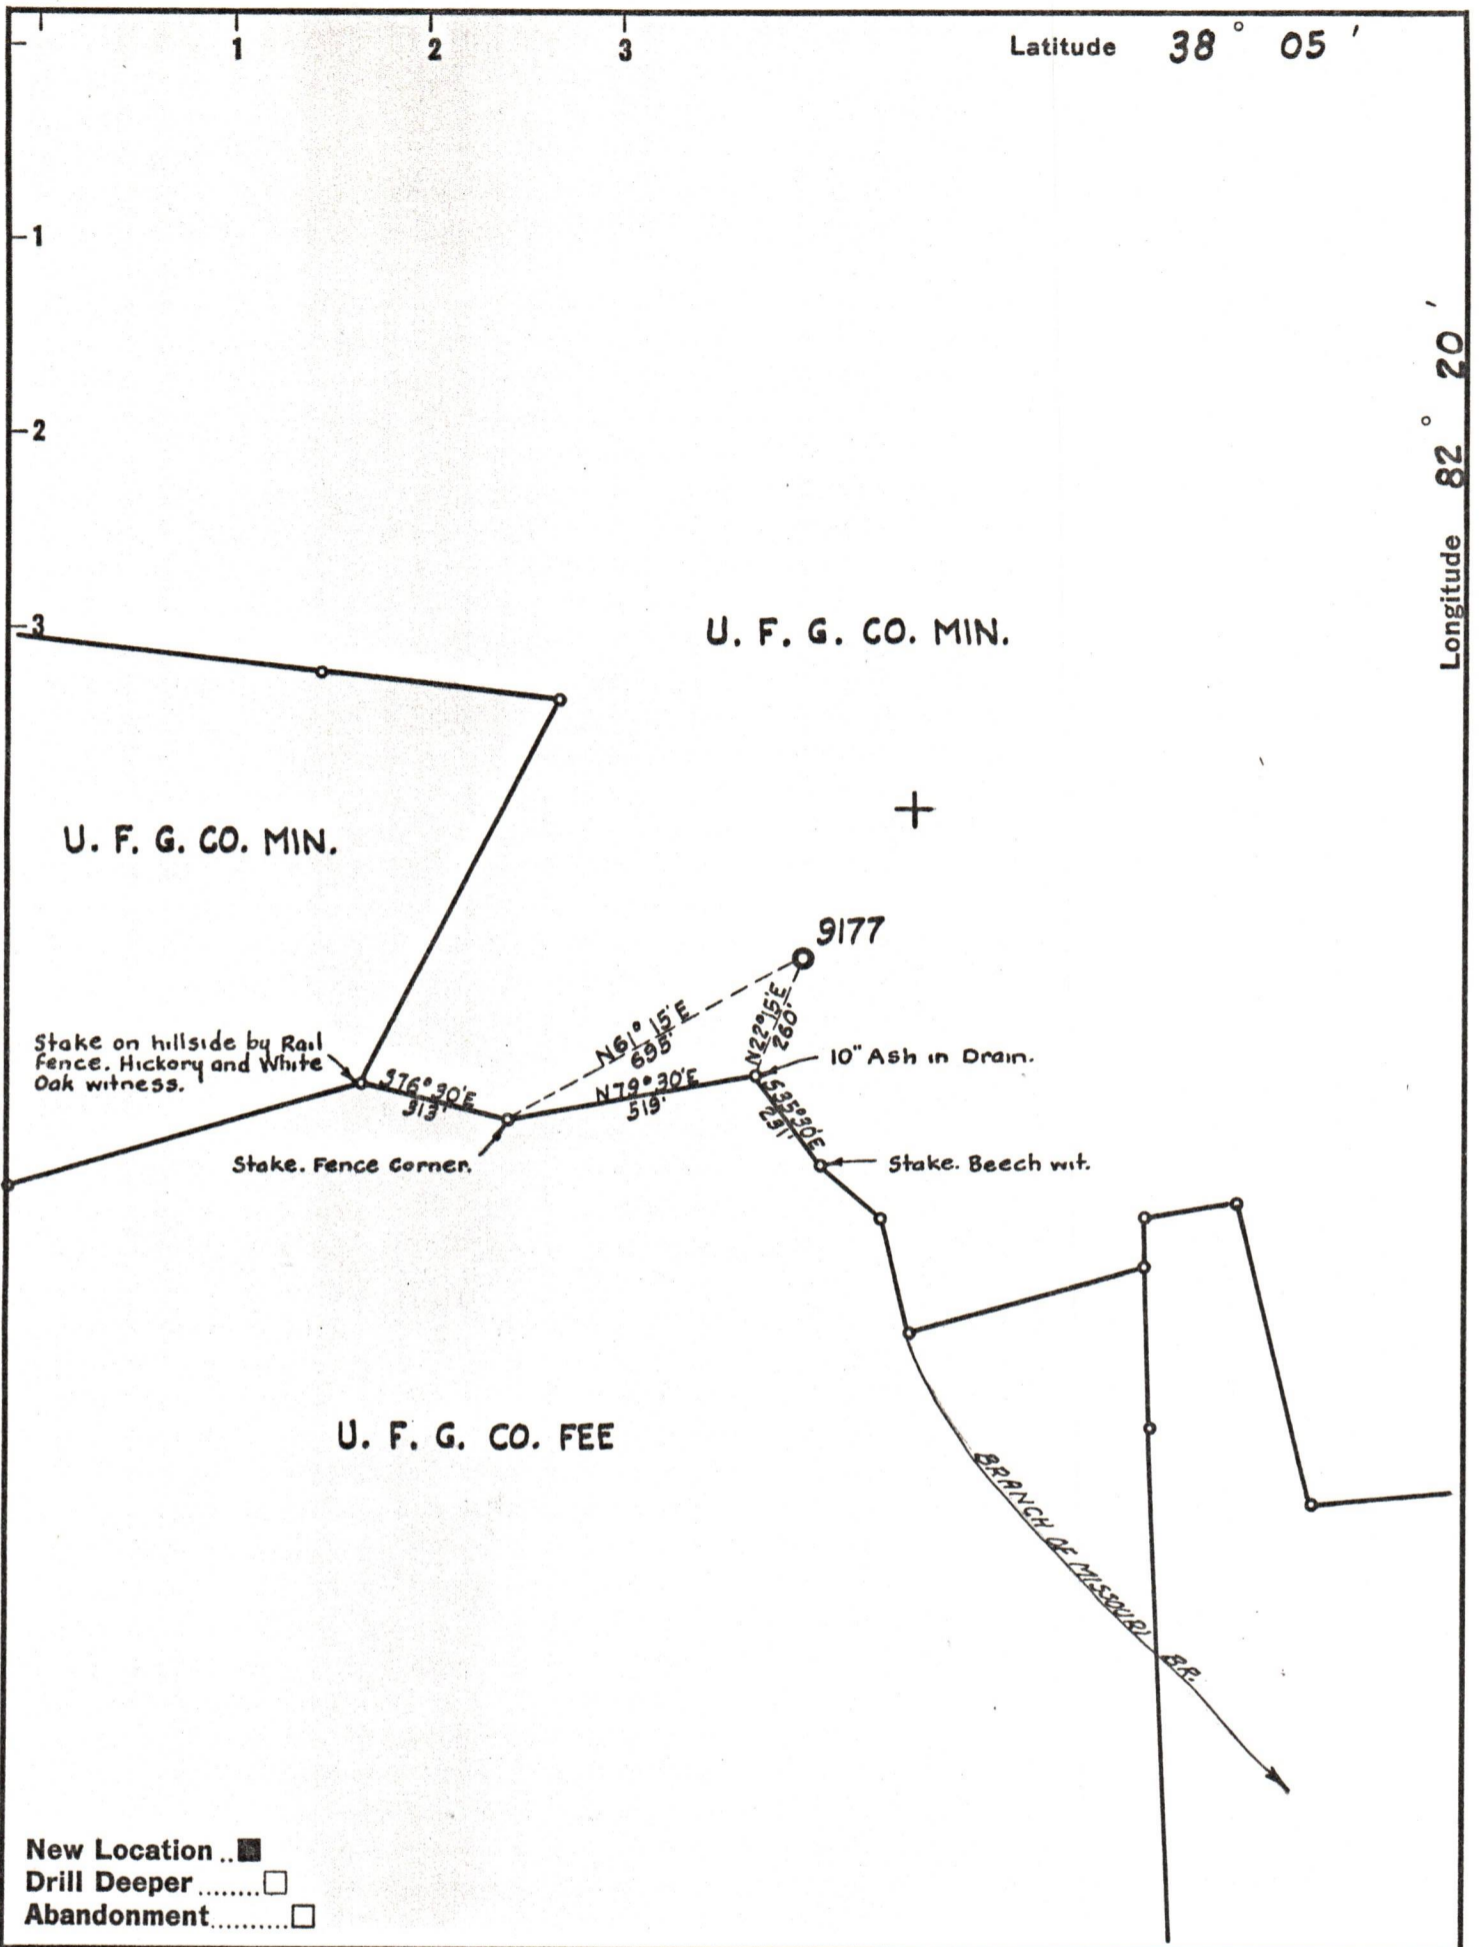 1 2 3
Latitude 38° 05'
1
2
3
Longitude 82° 20'
U. F. G. CO. MIN.
U. F. G. CO. MIN.
9177
N61° 15'E
695'
N22°15'E
260'
Stake on hillside by Rail
Fence. Hickory and White
Oak witness.
S76°30'E
313'
N79°30'E
519'
10" Ash in Drain.
S35°30'E
231'
Stake. Fence Corner.
Stake. Beech wit.
U. F. G. CO. FEE
BRANCH OF MISSOURI BR.
New Location ..■
Drill Deeper ........□
Abandonment..........□